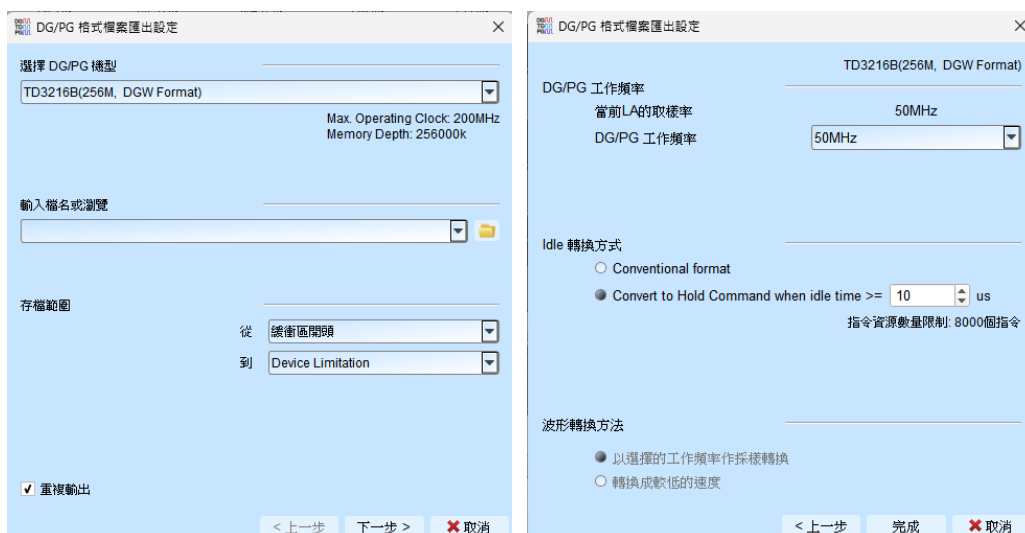 DG/PG 格式檔案匯出設定
選擇 DG/PG 機型
TD3216B(256M, DGW Format)
Max. Operating Clock: 200MHz
Memory Depth: 256000k
輸入檔名或瀏覽
存檔範圍
從 緩衝區開頭
到 Device Limitation
重複輸出
< 上一步 下一步 > 取消
DG/PG 格式檔案匯出設定
TD3216B(256M, DGW Format)
DG/PG 工作頻率
當前LA的取樣率 50MHz
DG/PG 工作頻率 50MHz
Idle 轉換方式
Conventional format
Convert to Hold Command when idle time >= 10 us
指令資源數量限制: 8000個指令
波形轉換方法
以選擇的工作頻率作採樣轉換
轉換成較低的速度
< 上一步 完成 取消